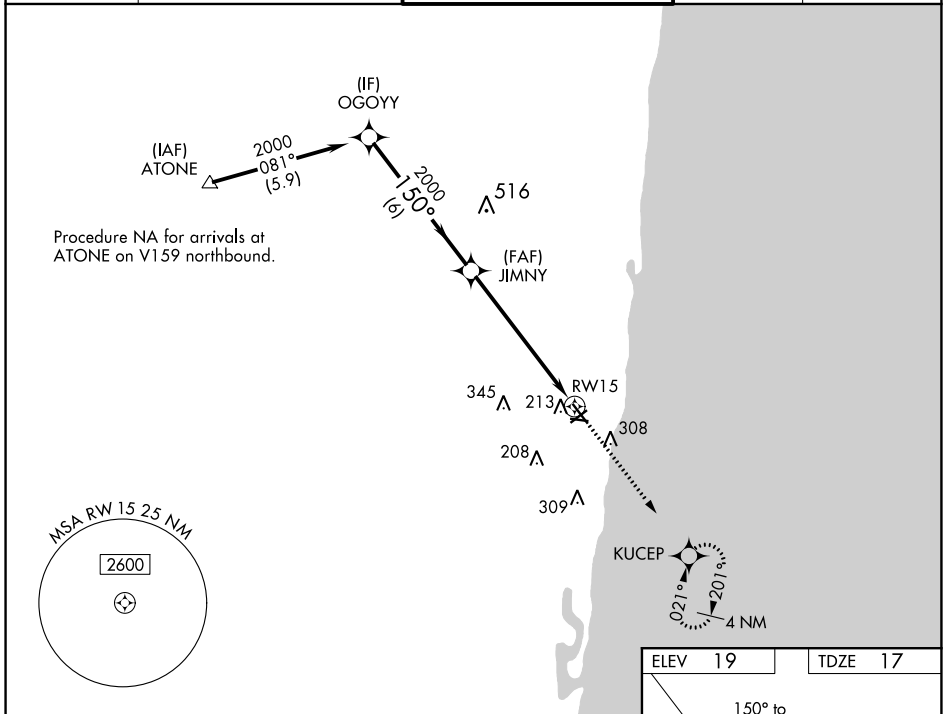 (IF)
OGOYY
(IAF)
ATONE
2000
081°
(5.9)
2000
150°
(6)
516
Procedure NA for arrivals at
ATONE on V159 northbound.
(FAF)
JIMNY
RW15
345
213
308
208
309
MSA RW 15 25 NM
2600
KUCEP
021°
201°
4 NM
ELEV 19
TDZE 17
150° to